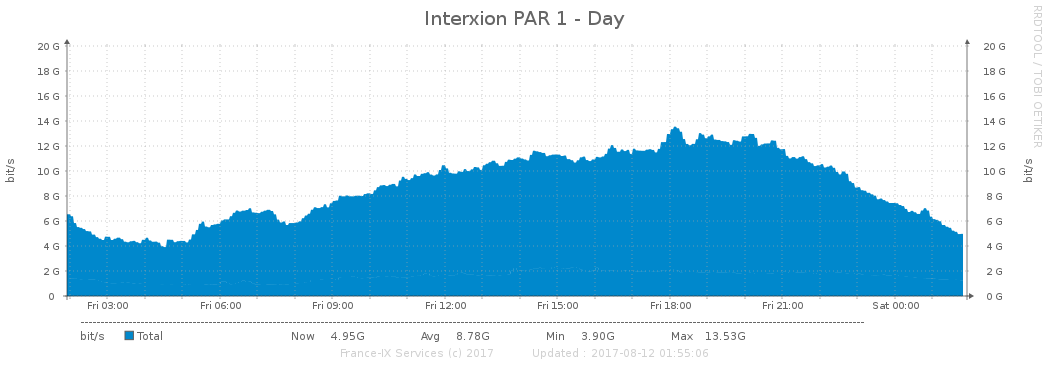 Interxion PAR 1 - Day
RRDTOOL / TOBI OETIKER
20 G 20 G
18 G 18 G
16 G 16 G
14 G 14 G
12 G 12 G
10 G 10 G
8 G 8 G
6 G 6 G
4 G 4 G
2 G 2 G
0 0 G
bit/s
bit/s
Fri 03:00 Fri 06:00 Fri 09:00 Fri 12:00 Fri 15:00 Fri 18:00 Fri 21:00 Sat 00:00
bit/s Total Now 4.95G Avg 8.78G Min 3.90G Max 13.53G
France-IX Services (c) 2017 Updated : 2017-08-12 01:55:06